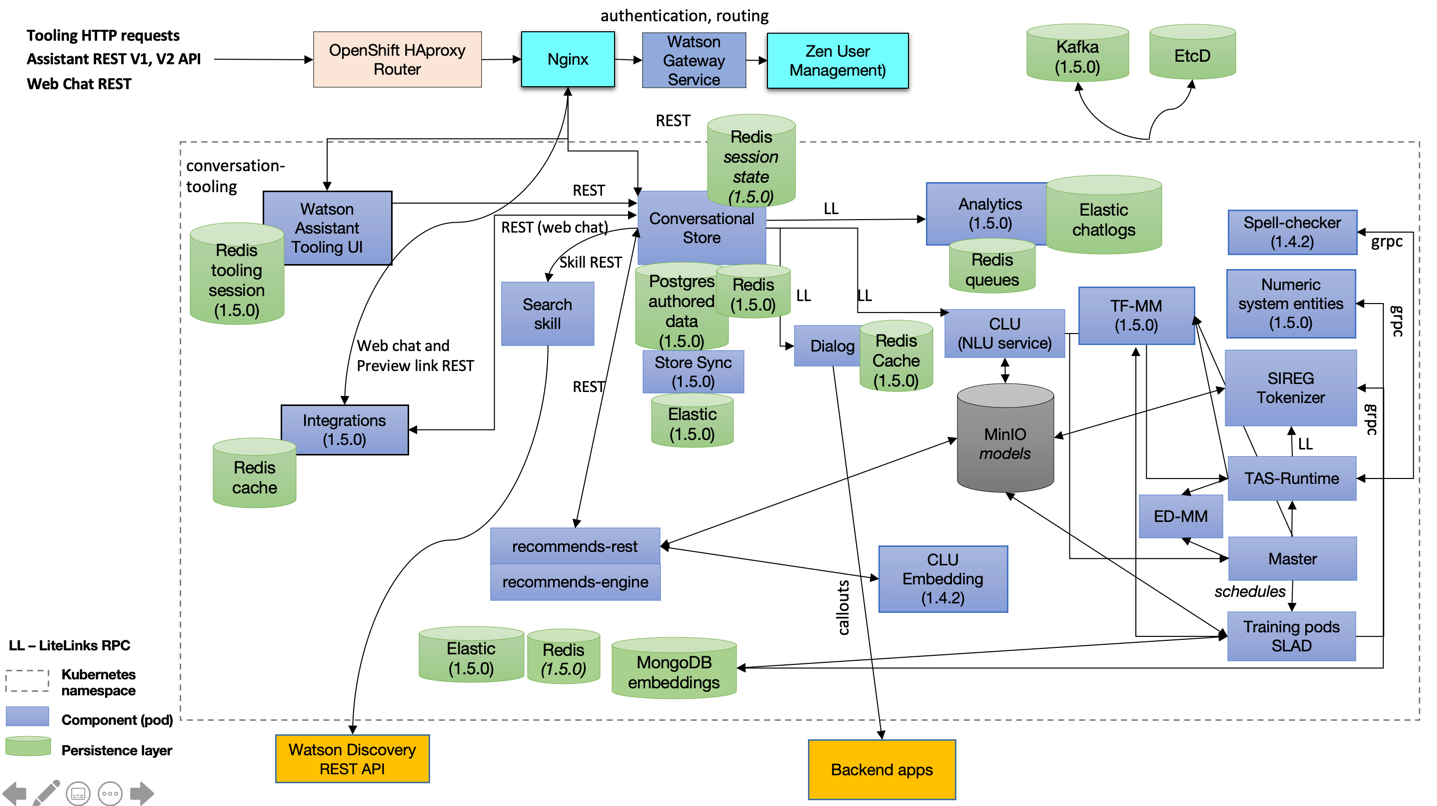 authentication, routing
Tooling HTTP requests
Assistant REST V1, V2 API
Web Chat REST
OpenShift HAproxy
Router
Nginx
Watson
Gateway
Service
Zen User
Management)
Kafka
(1.5.0)
EtcD
REST
Redis
session
state
(1.5.0)
conversation-
tooling
Watson
Assistant
Tooling UI
REST
REST (web chat)
Conversational
Store
LL
Analytics
(1.5.0)
Elastic
chatlogs
Redis
queues
Spell-checker
(1.4.2)
grpc
Redis
tooling
session
(1.5.0)
Skill REST
Search
skill
Postgres
authored
data
(1.5.0)
Redis
(1.5.0)
LL
LL
Numeric
system entities
(1.5.0)
grpc
TF-MM
(1.5.0)
CLU
(NLU service)
Dialog
Redis
Cache
(1.5.0)
Web chat and
Preview link REST
Store Sync
(1.5.0)
REST
Elastic
(1.5.0)
SIREG
Tokenizer
grpc
Integrations
(1.5.0)
MinIO
models
LL
Redis
cache
TAS-Runtime
ED-MM
recommends-rest
recommends-engine
CLU
Embedding
(1.4.2)
Master
schedules
callouts
Training pods
SLAD
Elastic
(1.5.0)
Redis
(1.5.0)
MongoDB
embeddings
LL – LiteLinks RPC
Kubernetes
namespace
Component (pod)
Persistence layer
Watson Discovery
REST API
Backend apps